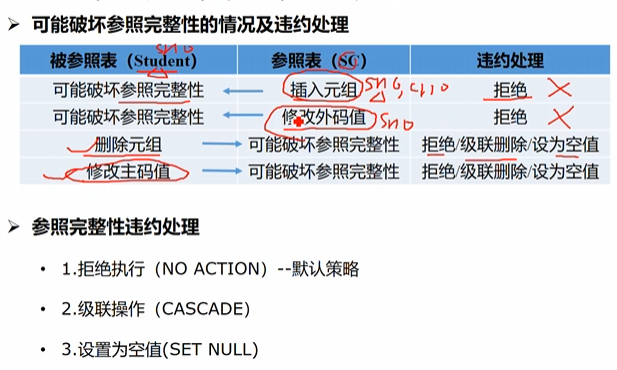 ➢ 可能破坏参照完整性的情况及违约处理
sno
被参照表（Student） 参照表（SC） 违约处理
可能破坏参照完整性 插入元组 sno, cno 拒绝
可能破坏参照完整性 修改外码值 sno 拒绝
删除元组 可能破坏参照完整性 拒绝/级联删除/设为空值
修改主码值 可能破坏参照完整性 拒绝/级联删除/设为空值
➢ 参照完整性违约处理
• 1.拒绝执行（NO ACTION）--默认策略
• 2.级联操作（CASCADE）
• 3.设置为空值(SET NULL)